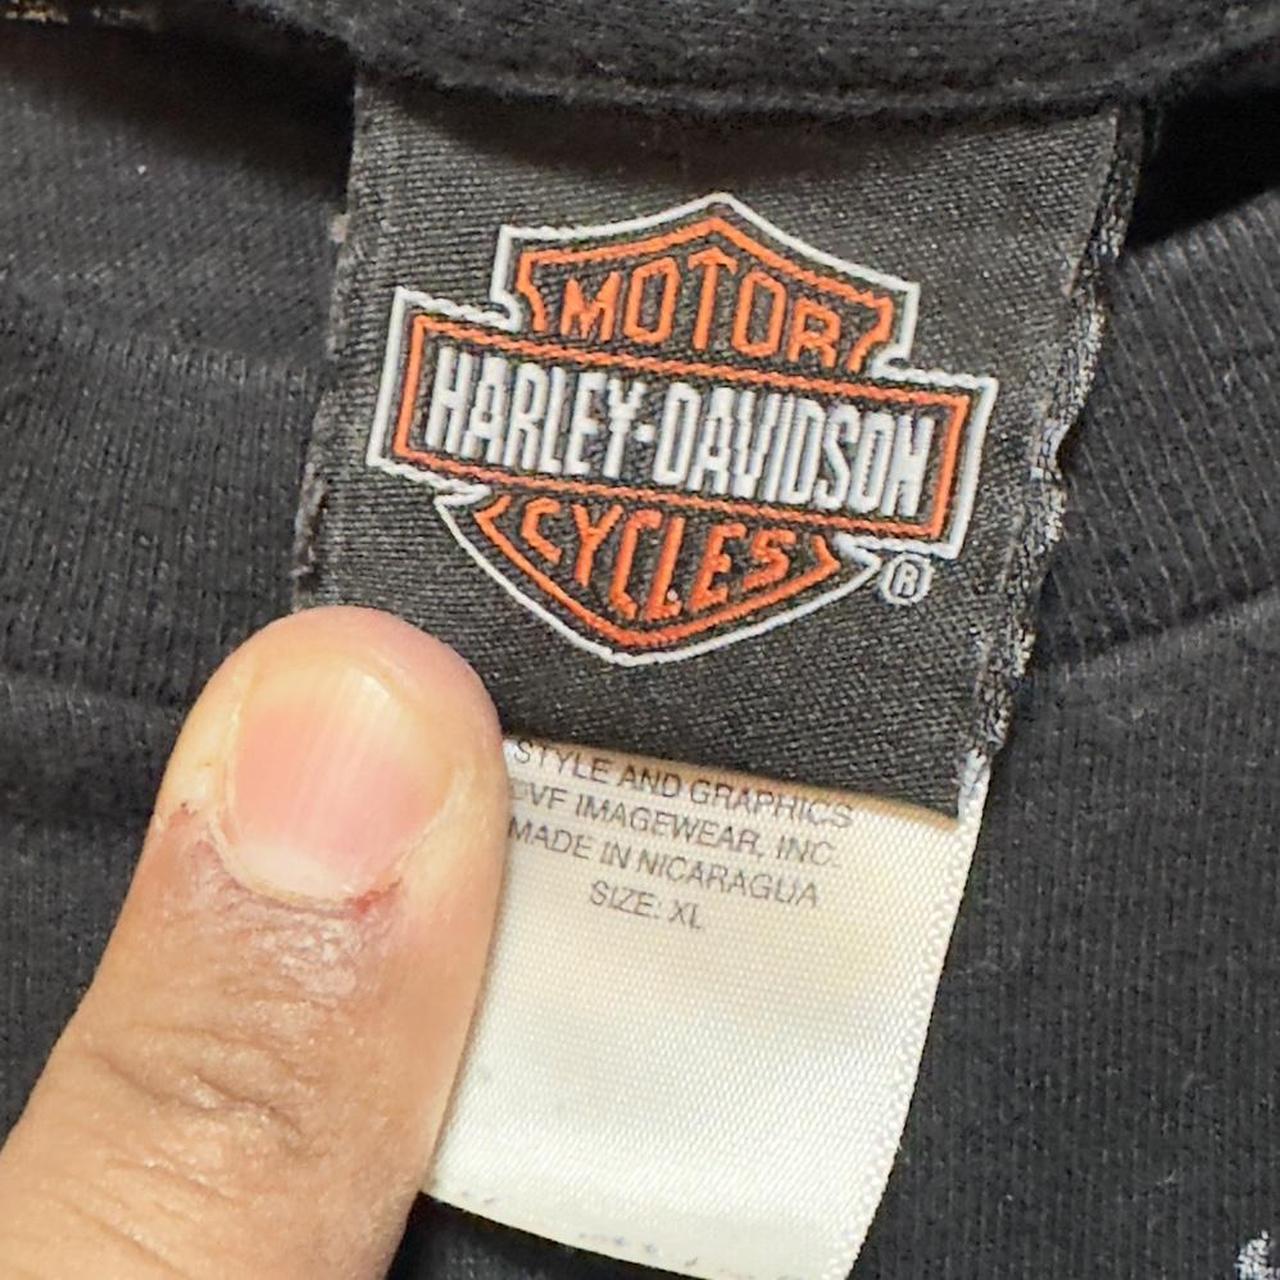 MOTOR
HARLEY-DAVIDSON
CYCLES
®
STYLE AND GRAPHICS
©VF IMAGEWEAR, INC.
MADE IN NICARAGUA
SIZE: XL